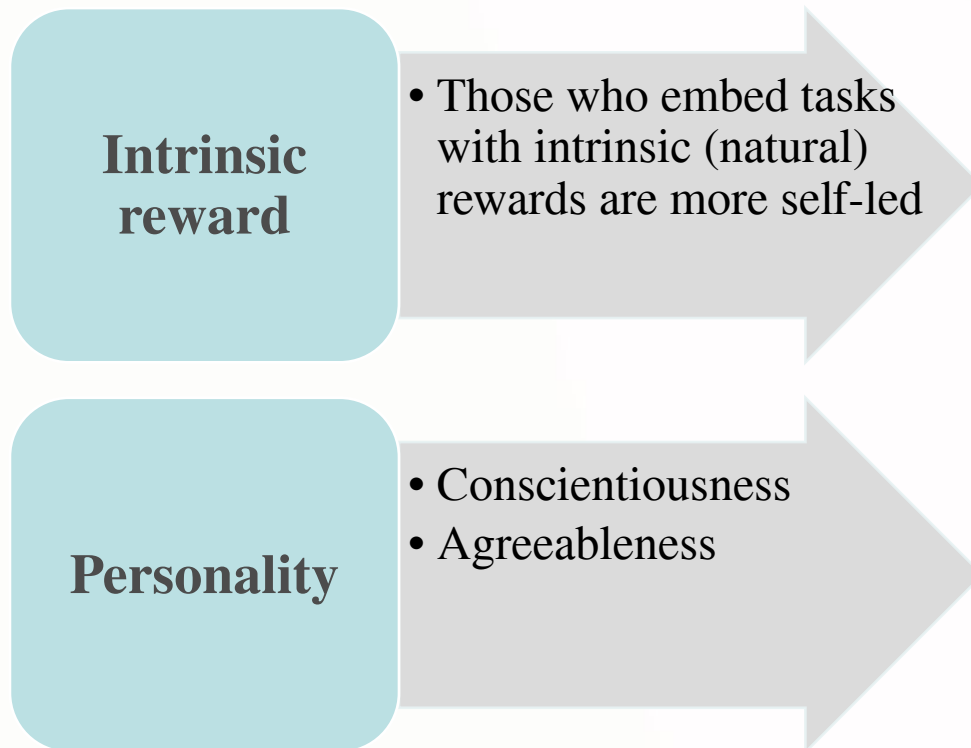 Intrinsic
reward
• Those who embed tasks
with intrinsic (natural)
rewards are more self-led
Personality
• Conscientiousness
• Agreeableness